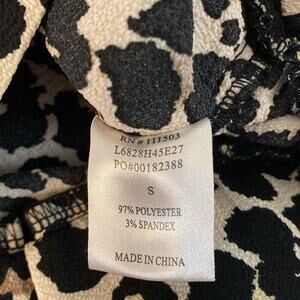 RN # 111503
L6828H45E27
PO#00182388
S
97% POLYESTER
3% SPANDEX
MADE IN CHINA